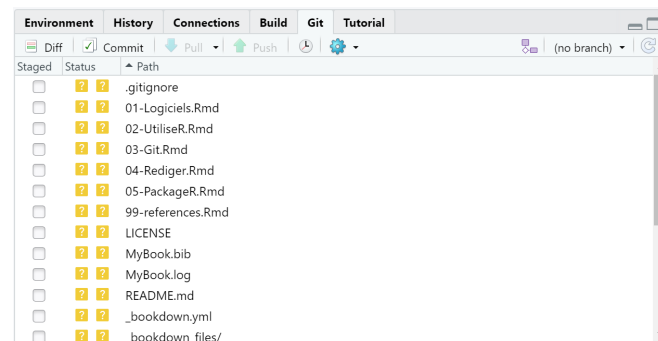 Environment History Connections Build Git Tutorial
Diff Commit Pull Push (no branch)
Staged Status Path
? ? .gitignore
? ? 01-Logiciels.Rmd
? ? 02-UtiliseR.Rmd
? ? 03-Git.Rmd
? ? 04-Rediger.Rmd
? ? 05-PackageR.Rmd
? ? 99-references.Rmd
? ? LICENSE
? ? MyBook.bib
? ? MyBook.log
? ? README.md
? ? _bookdown.yml
? ? _bookdown_files/